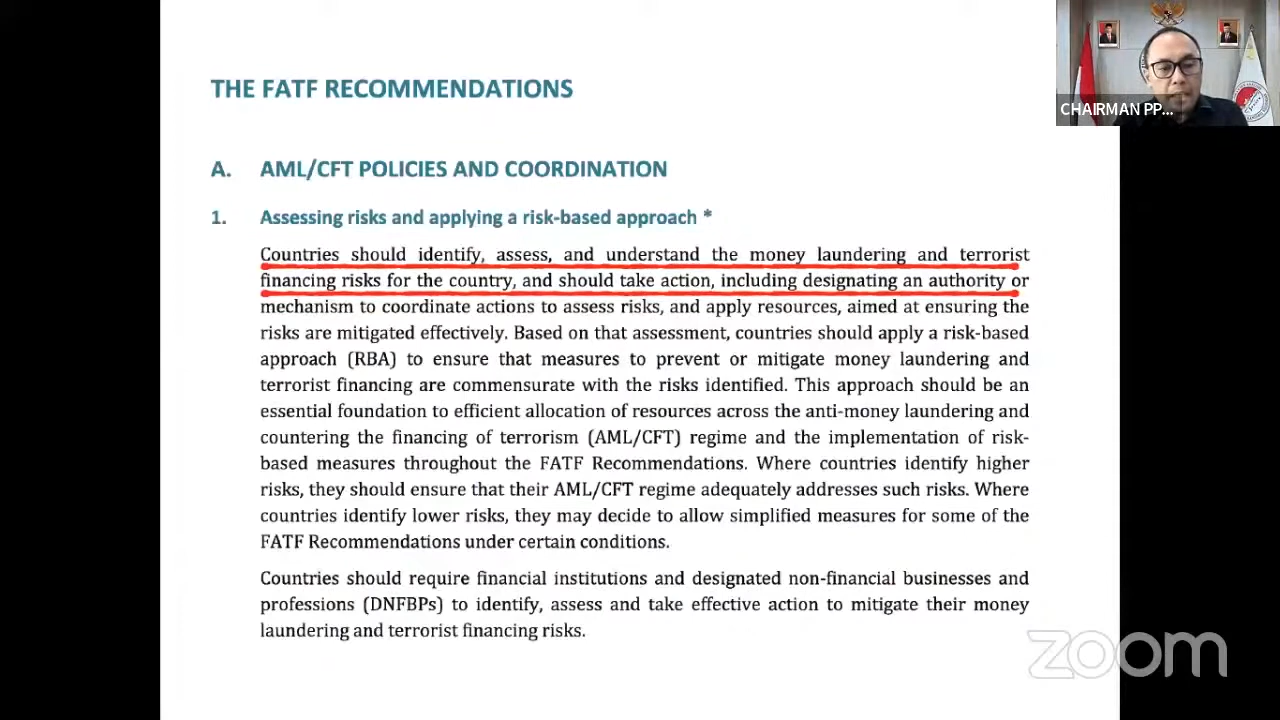 THE FATF RECOMMENDATIONS
CHAIRMAN PP...
A. AML/CFT POLICIES AND COORDINATION
1. Assessing risks and applying a risk-based approach *
Countries should identify, assess, and understand the money laundering and terrorist
financing risks for the country, and should take action, including designating an authority or
mechanism to coordinate actions to assess risks, and apply resources, aimed at ensuring the
risks are mitigated effectively. Based on that assessment, countries should apply a risk-based
approach (RBA) to ensure that measures to prevent or mitigate money laundering and
terrorist financing are commensurate with the risks identified. This approach should be an
essential foundation to efficient allocation of resources across the anti-money laundering and
countering the financing of terrorism (AML/CFT) regime and the implementation of risk-
based measures throughout the FATF Recommendations. Where countries identify higher
risks, they should ensure that their AML/CFT regime adequately addresses such risks. Where
countries identify lower risks, they may decide to allow simplified measures for some of the
FATF Recommendations under certain conditions.
Countries should require financial institutions and designated non-financial businesses and
professions (DNFBPs) to identify, assess and take effective action to mitigate their money
laundering and terrorist financing risks.
zoom